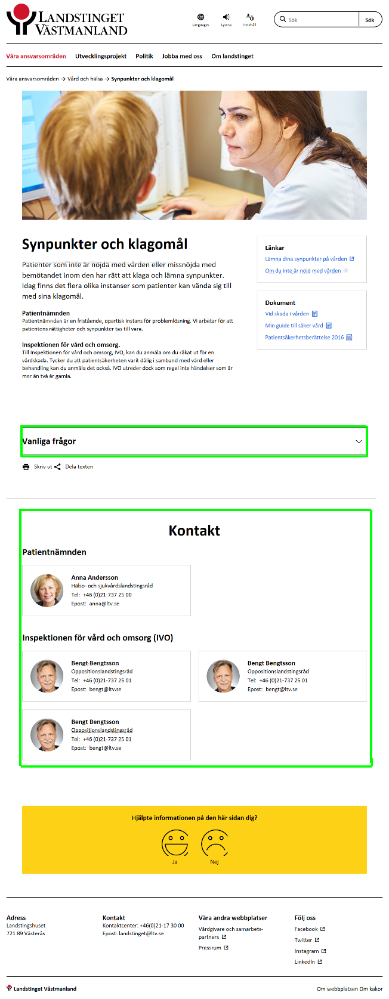 LANDSTINGET
VÄSTMANLAND
Languages
Lyssna
Innehåll
Sök
Sök
Våra ansvarsområden Utvecklingsprojekt Politik Jobba med oss Om landstinget
Våra ansvarsområden → Vård och hälsa → Synpunkter och klagomål
Synpunkter och klagomål
Patienter som inte är nöjda med vården eller missnöjda med
bemötandet inom den har rätt att klaga och lämna synpunkter.
Idag finns det flera olika instanser som patienter kan vända sig till
med sina klagomål.
Patientnämnden
Patientnämnden är en fristående, opartisk instans för problemlösning. Vi arbetar för att
patientens rättigheter och synpunkter tas till vara.
Inspektionen för vård och omsorg.
Till Inspektionen för vård och omsorg, IVO, kan du anmäla om du råkat ut för en
vårdskada. Tycker du att patientsäkerheten varit dålig i samband med vård eller
behandling kan du anmäla det också. IVO utreder dock som regel inte händelser som är
mer än två år gamla.
Länkar
Lämna dina synpunkter på vården
Om du inte är nöjd med vården
Dokument
Vid skada i vården
Min guide till säker vård
Patientsäkerhetsberättelse 2016
Vanliga frågor
Skriv ut Dela texten
Kontakt
Patientnämnden
Anna Andersson
Hälso- och sjukvårdslandstingsråd
Tel: +46 (0)21-737 25 00
Epost: anna@ltv.se
Inspektionen för vård och omsorg (IVO)
Bengt Bengtsson
Oppositionslandstingsråd
Tel: +46 (0)21-737 25 01
Epost: bengt@ltv.se
Bengt Bengtsson
Oppositionslandstingsråd
Tel: +46 (0)21-737 25 01
Epost: bengt@ltv.se
Bengt Bengtsson
Oppositionslandstingsråd
Tel: +46 (0)21-737 25 01
Epost: bengt@ltv.se
Hjälpte informationen på den här sidan dig?
Ja Nej
Adress
Landstingshuset
721 89 Västerås
Kontakt
Kontaktcenter: +46(0)21-17 30 00
Epost: landstinget@ltv.se
Våra andra webbplatser
Vårdgivare och samarbets-
partners
Pressrum
Följ oss
Facebook
Twitter
Instagram
LinkedIn
Landstinget Västmanland
Om webbplatsen Om kakor